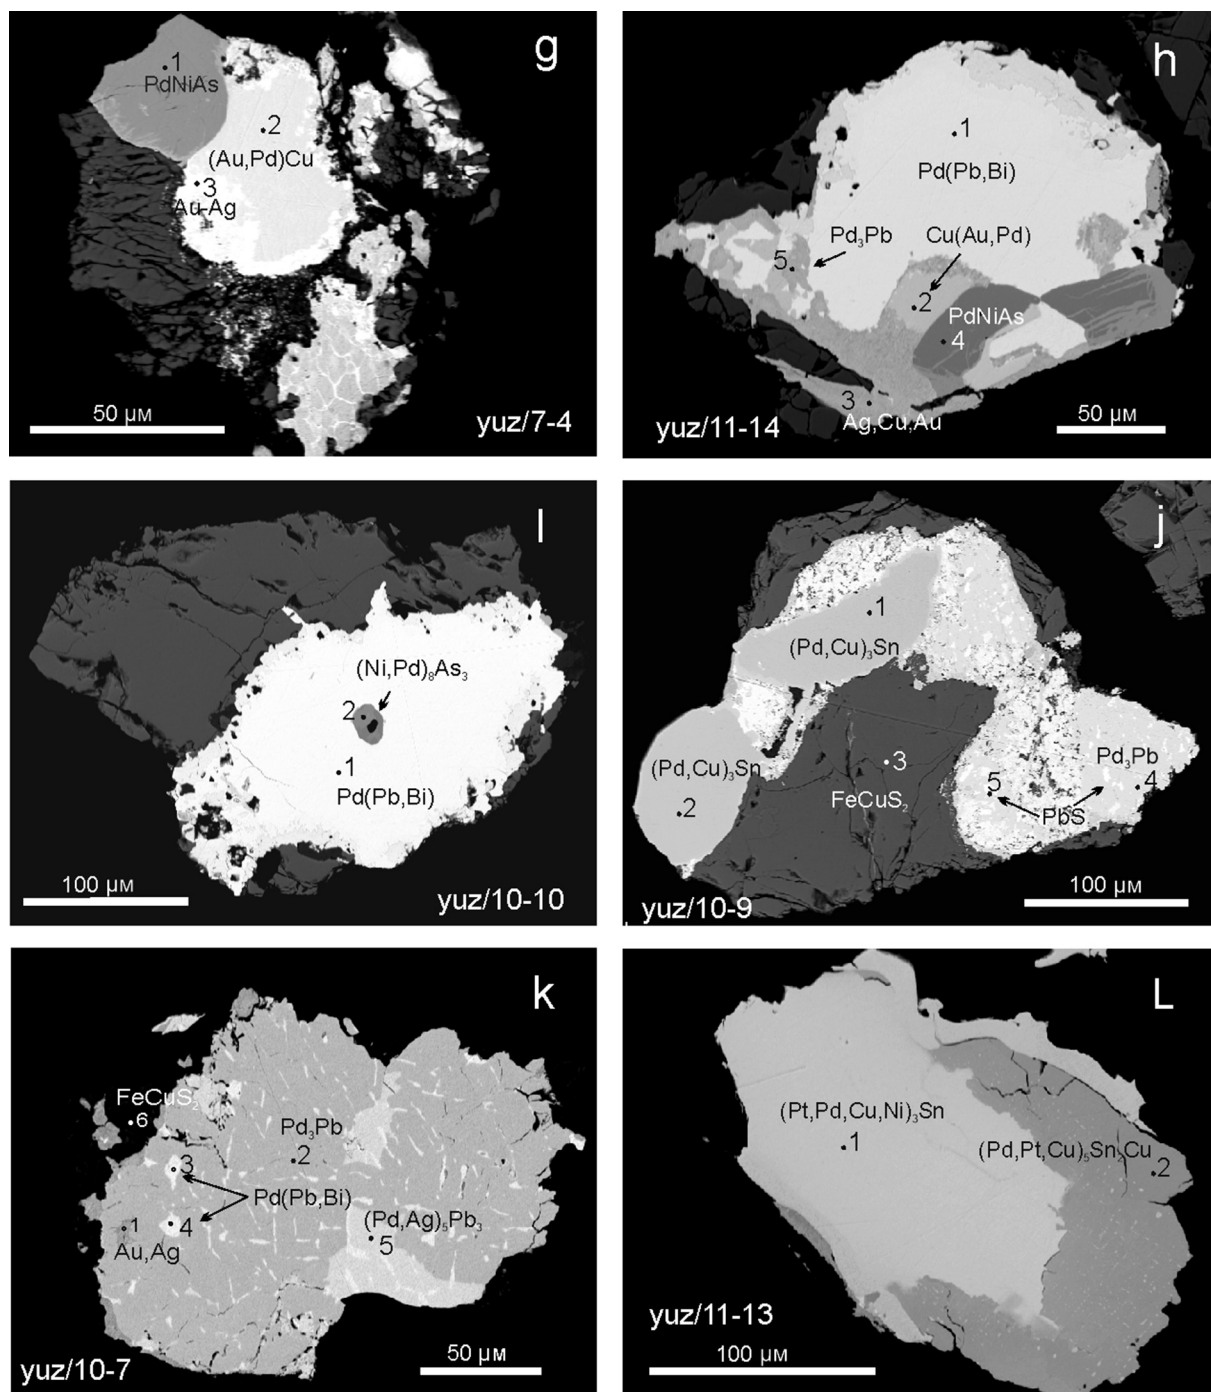 g
1
PdNiAs
2
(Au,Pd)Cu
3
Au-Ag
50 µм
yuz/7-4
h
1
Pd(Pb,Bi)
Pd₃Pb
Cu(Au,Pd)
5
2
PdNiAs
4
3
Ag,Cu,Au
50 µм
yuz/11-14
l
(Ni,Pd)₈As₃
2
1
Pd(Pb,Bi)
100 µм
yuz/10-10
j
1
(Pd,Cu)₃Sn
(Pd,Cu)₃Sn
2
3
FeCuS₂
Pd₃Pb
5
4
PbS
100 µм
yuz/10-9
k
FeCuS₂
6
Pd₃Pb
2
3
Pd(Pb,Bi)
4
1
Au,Ag
(Pd,Ag)₅Pb₃
5
50 µм
yuz/10-7
L
(Pt,Pd,Cu,Ni)₃Sn
1
(Pd,Pt,Cu)₅Sn₂Cu
2
yuz/11-13
100 µм